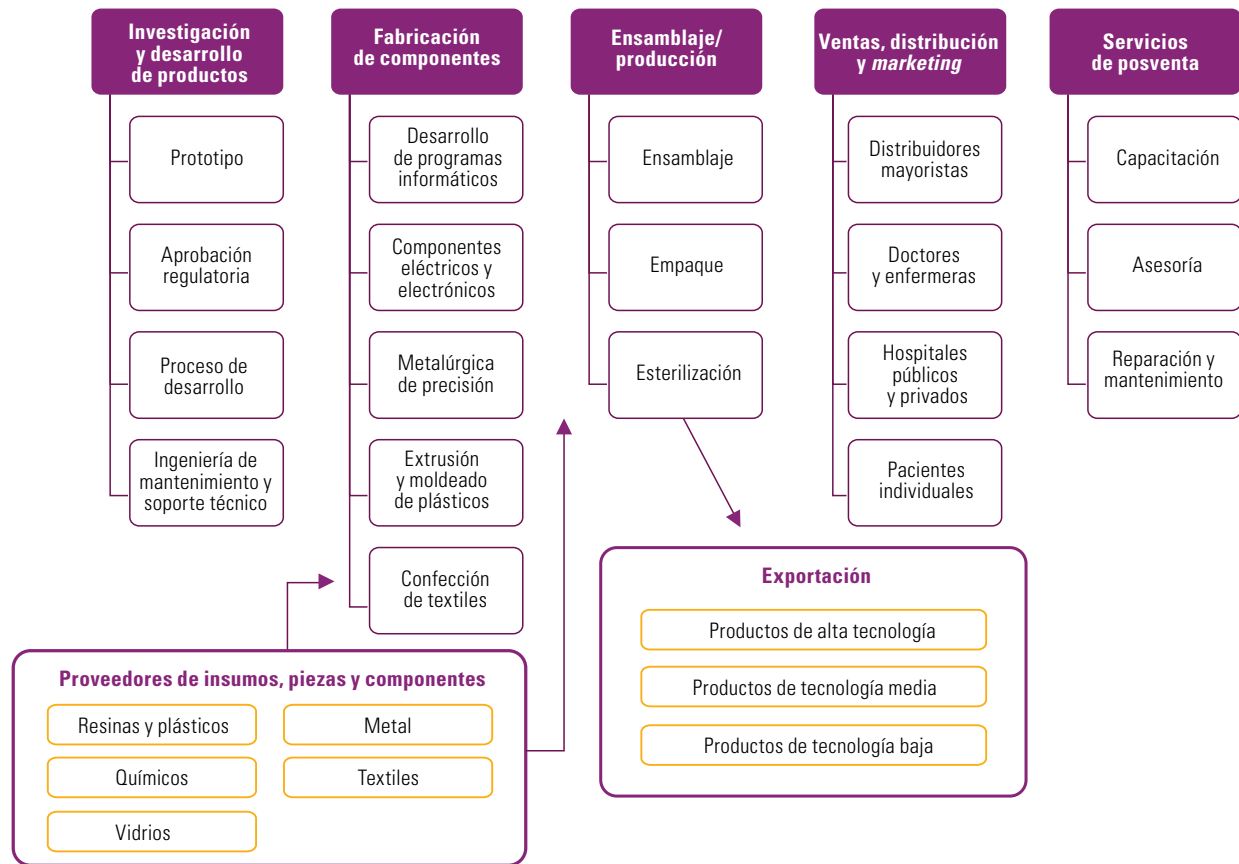 Investigación
y desarrollo
de productos
Prototipo
Aprobación
regulatoria
Proceso de
desarrollo
Ingeniería de
mantenimiento y
soporte técnico
Fabricación
de componentes
Desarrollo
de programas
informáticos
Componentes
eléctricos y
electrónicos
Metalúrgica
de precisión
Extrusión
y moldeado
de plásticos
Confección
de textiles
Ensamblaje/
producción
Ensamblaje
Empaque
Esterilización
Ventas, distribución
y marketing
Distribuidores
mayoristas
Doctores
y enfermeras
Hospitales
públicos
y privados
Pacientes
individuales
Servicios
de posventa
Capacitación
Asesoría
Reparación y
mantenimiento
Proveedores de insumos, piezas y componentes
Resinas y plásticos
Metal
Químicos
Textiles
Vidrios
Exportación
Productos de alta tecnología
Productos de tecnología media
Productos de tecnología baja